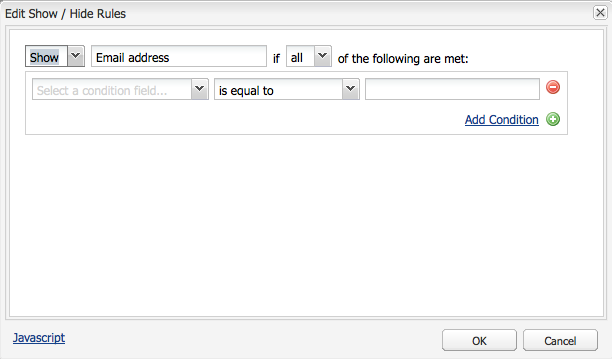 Edit Show / Hide Rules
Show Email address if all of the following are met:
Select a condition field... is equal to
Add Condition
Javascript OK Cancel